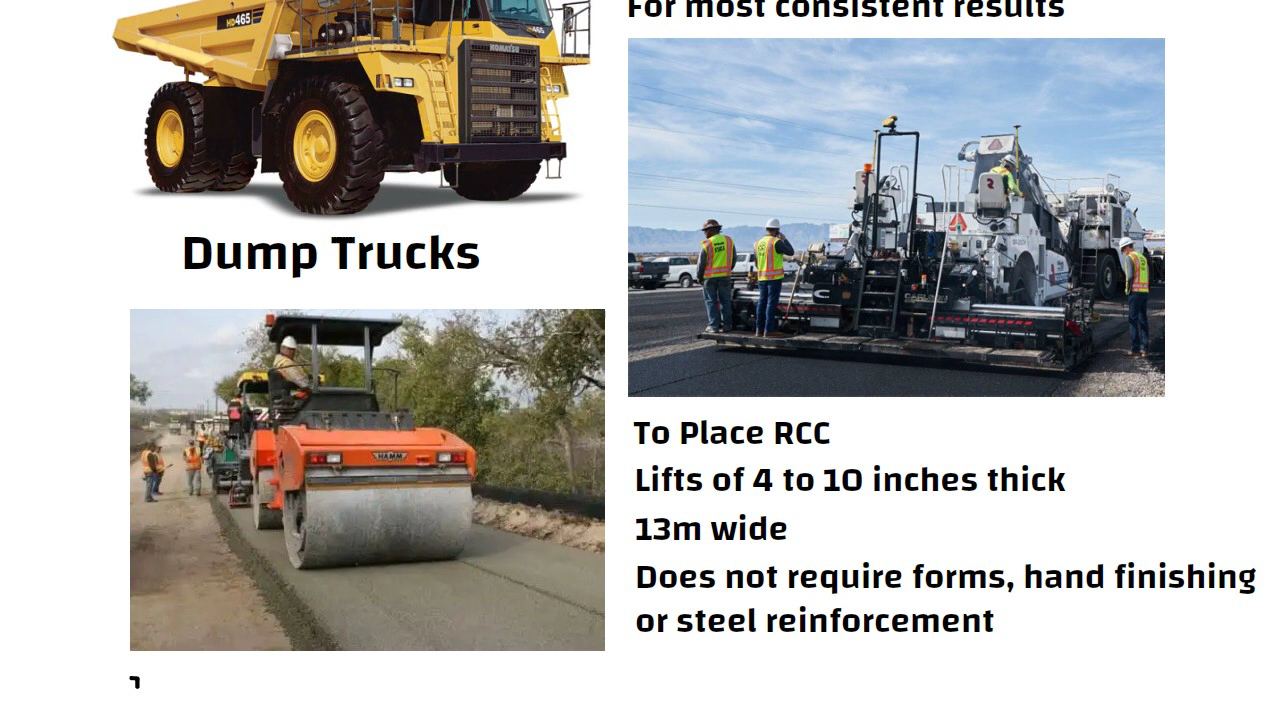 HD465
465
KOMATSU
Dump Trucks
HAMM
For most consistent results
To Place RCC
Lifts of 4 to 10 inches thick
13m wide
Does not require forms, hand finishing
or steel reinforcement